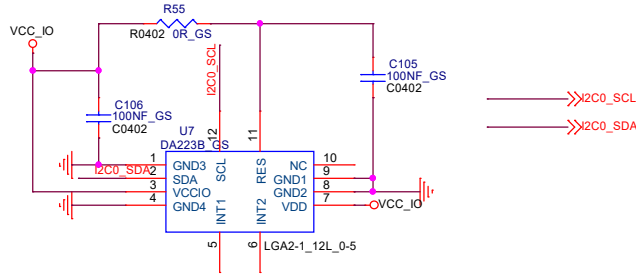 R55
VCC_IO
R0402 0R_GS
I2C0_SCL
C105
100NF_GS
C0402
C106
100NF_GS
C0402
I2C0_SCL
I2C0_SDA
U7
DA223B_GS
12
11
1 GND3
SCL
RES
NC 10
I2C0_SDA
2 SDA
GND1 9
3 VCCIO
GND2 8
4 GND4
INT1
INT2
VDD 7
VCC_IO
5
6
LGA2-1_12L_0-5